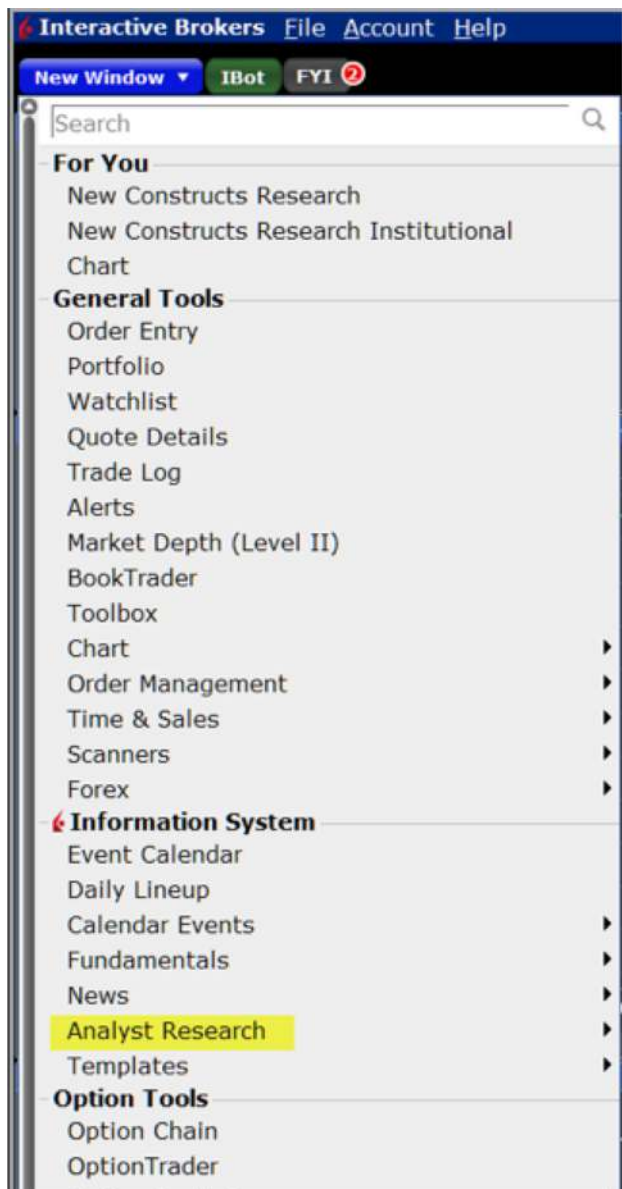 Interactive Brokers File Account Help
New Window IBot FYI 2
Search
For You
New Constructs Research
New Constructs Research Institutional
Chart
General Tools
Order Entry
Portfolio
Watchlist
Quote Details
Trade Log
Alerts
Market Depth (Level II)
BookTrader
Toolbox
Chart
Order Management
Time & Sales
Scanners
Forex
Information System
Event Calendar
Daily Lineup
Calendar Events
Fundamentals
News
Analyst Research
Templates
Option Tools
Option Chain
OptionTrader